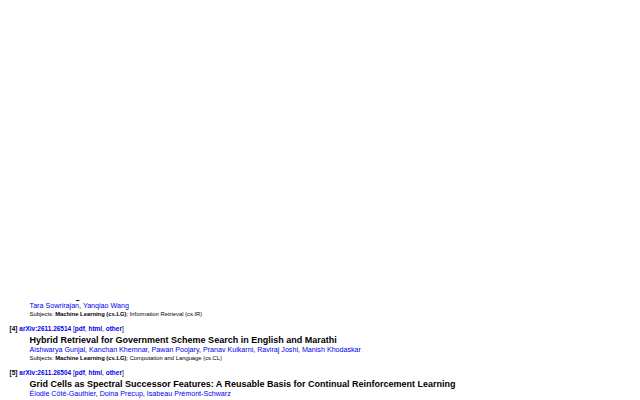 Tara Sowrirajan, Yanqiao Wang
Subjects: Machine Learning (cs.LG); Information Retrieval (cs.IR)
[4] arXiv:2611.26514 [pdf, html, other]
Hybrid Retrieval for Government Scheme Search in English and Marathi
Aishwarya Gunjal, Kanchan Khemnar, Pawan Poojary, Pranav Kulkarni, Raviraj Joshi, Manish Khodaskar
Subjects: Machine Learning (cs.LG); Computation and Language (cs.CL)
[5] arXiv:2611.26504 [pdf, html, other]
Grid Cells as Spectral Successor Features: A Reusable Basis for Continual Reinforcement Learning
Élodie Côté-Gauthier, Doina Precup, Isabeau Prémont-Schwarz